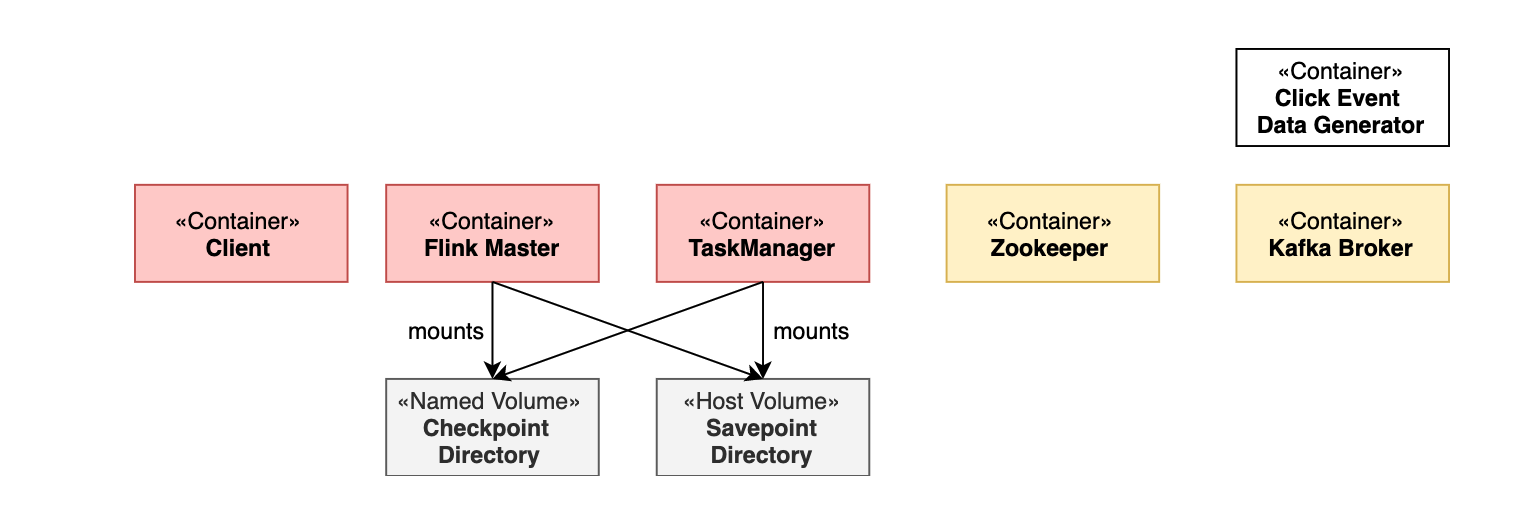 «Container»
Click Event
Data Generator
«Container»
Client
«Container»
Flink Master
«Container»
TaskManager
«Container»
Zookeeper
«Container»
Kafka Broker
mounts
mounts
«Named Volume»
Checkpoint
Directory
«Host Volume»
Savepoint
Directory